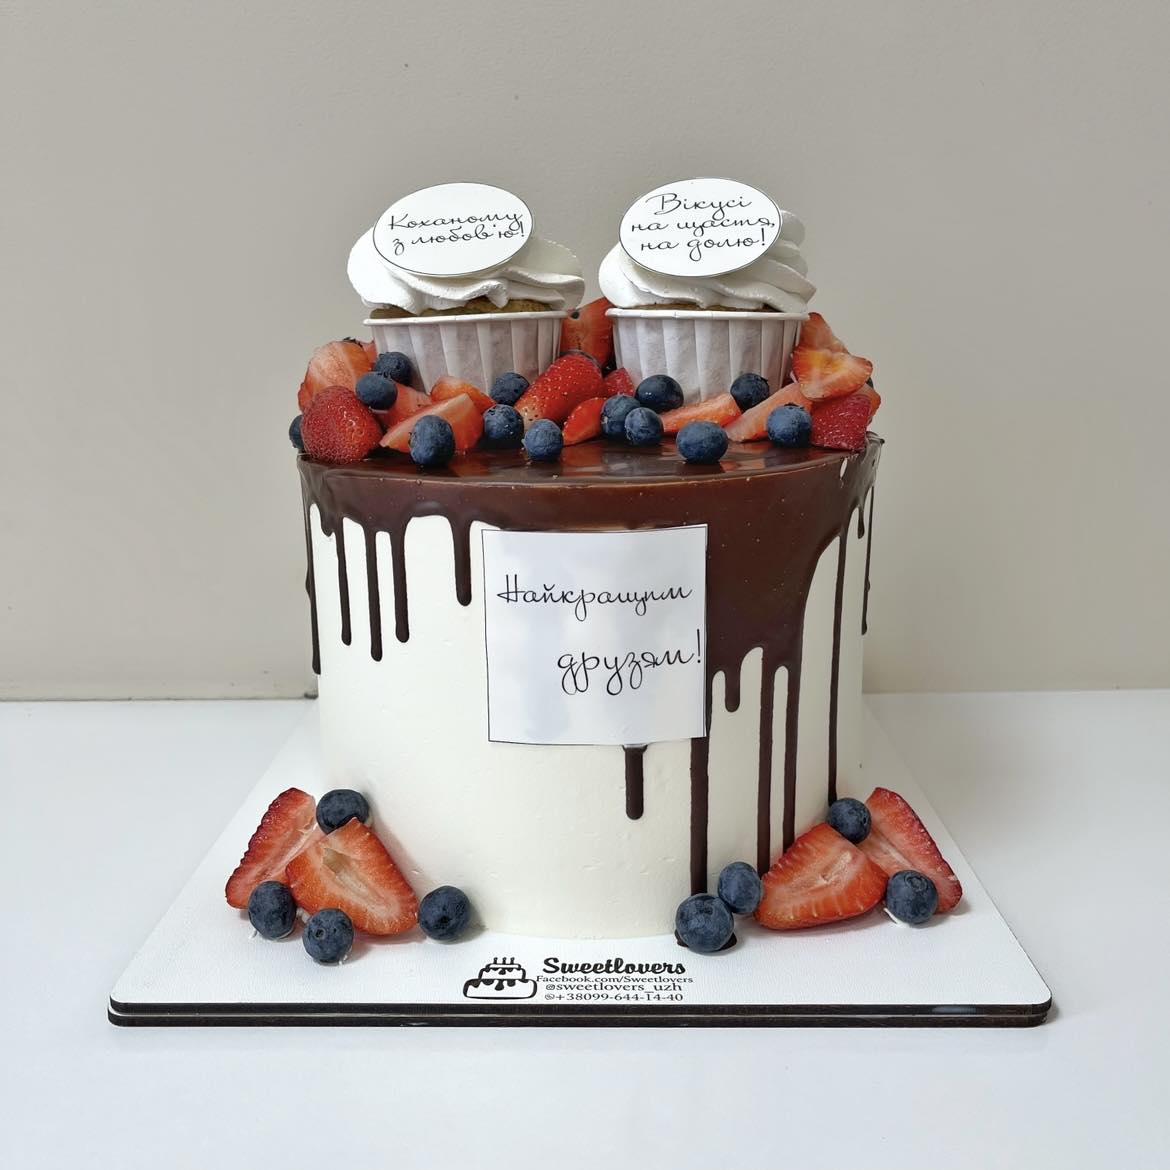 Коханому
з любов'ю!
Вікусі
на щастя,
на долю!
Найкращим
друзям!
Sweetlovers
Facebook.com/Sweetlovers
@sweetlovers_uzh
+38099-644-14-40